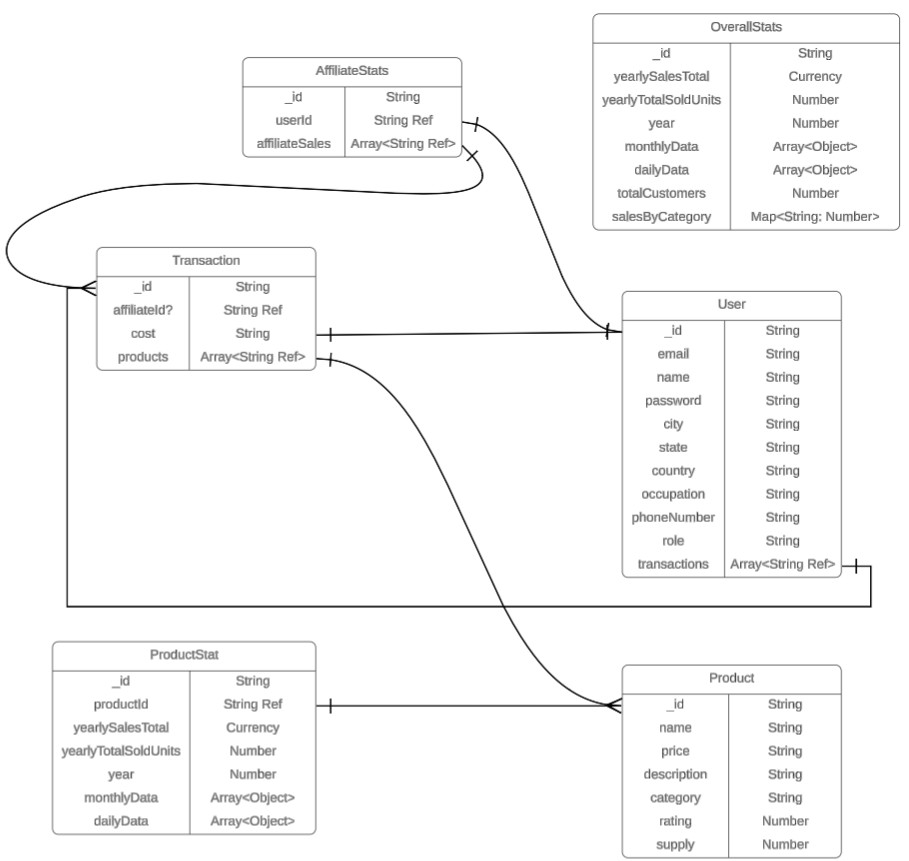 OverallStats
_id String
yearlySalesTotal Currency
yearlyTotalSoldUnits Number
year Number
monthlyData Array<Object>
dailyData Array<Object>
totalCustomers Number
salesByCategory Map<String: Number>
AffiliateStats
_id String
userId String Ref
affiliateSales Array<String Ref>
Transaction
_id String
affiliateId? String Ref
cost String
products Array<String Ref>
User
_id String
email String
name String
password String
city String
state String
country String
occupation String
phoneNumber String
role String
transactions Array<String Ref>
ProductStat
_id String
productId String Ref
yearlySalesTotal Currency
yearlyTotalSoldUnits Number
year Number
monthlyData Array<Object>
dailyData Array<Object>
Product
_id String
name String
price String
description String
category String
rating Number
supply Number